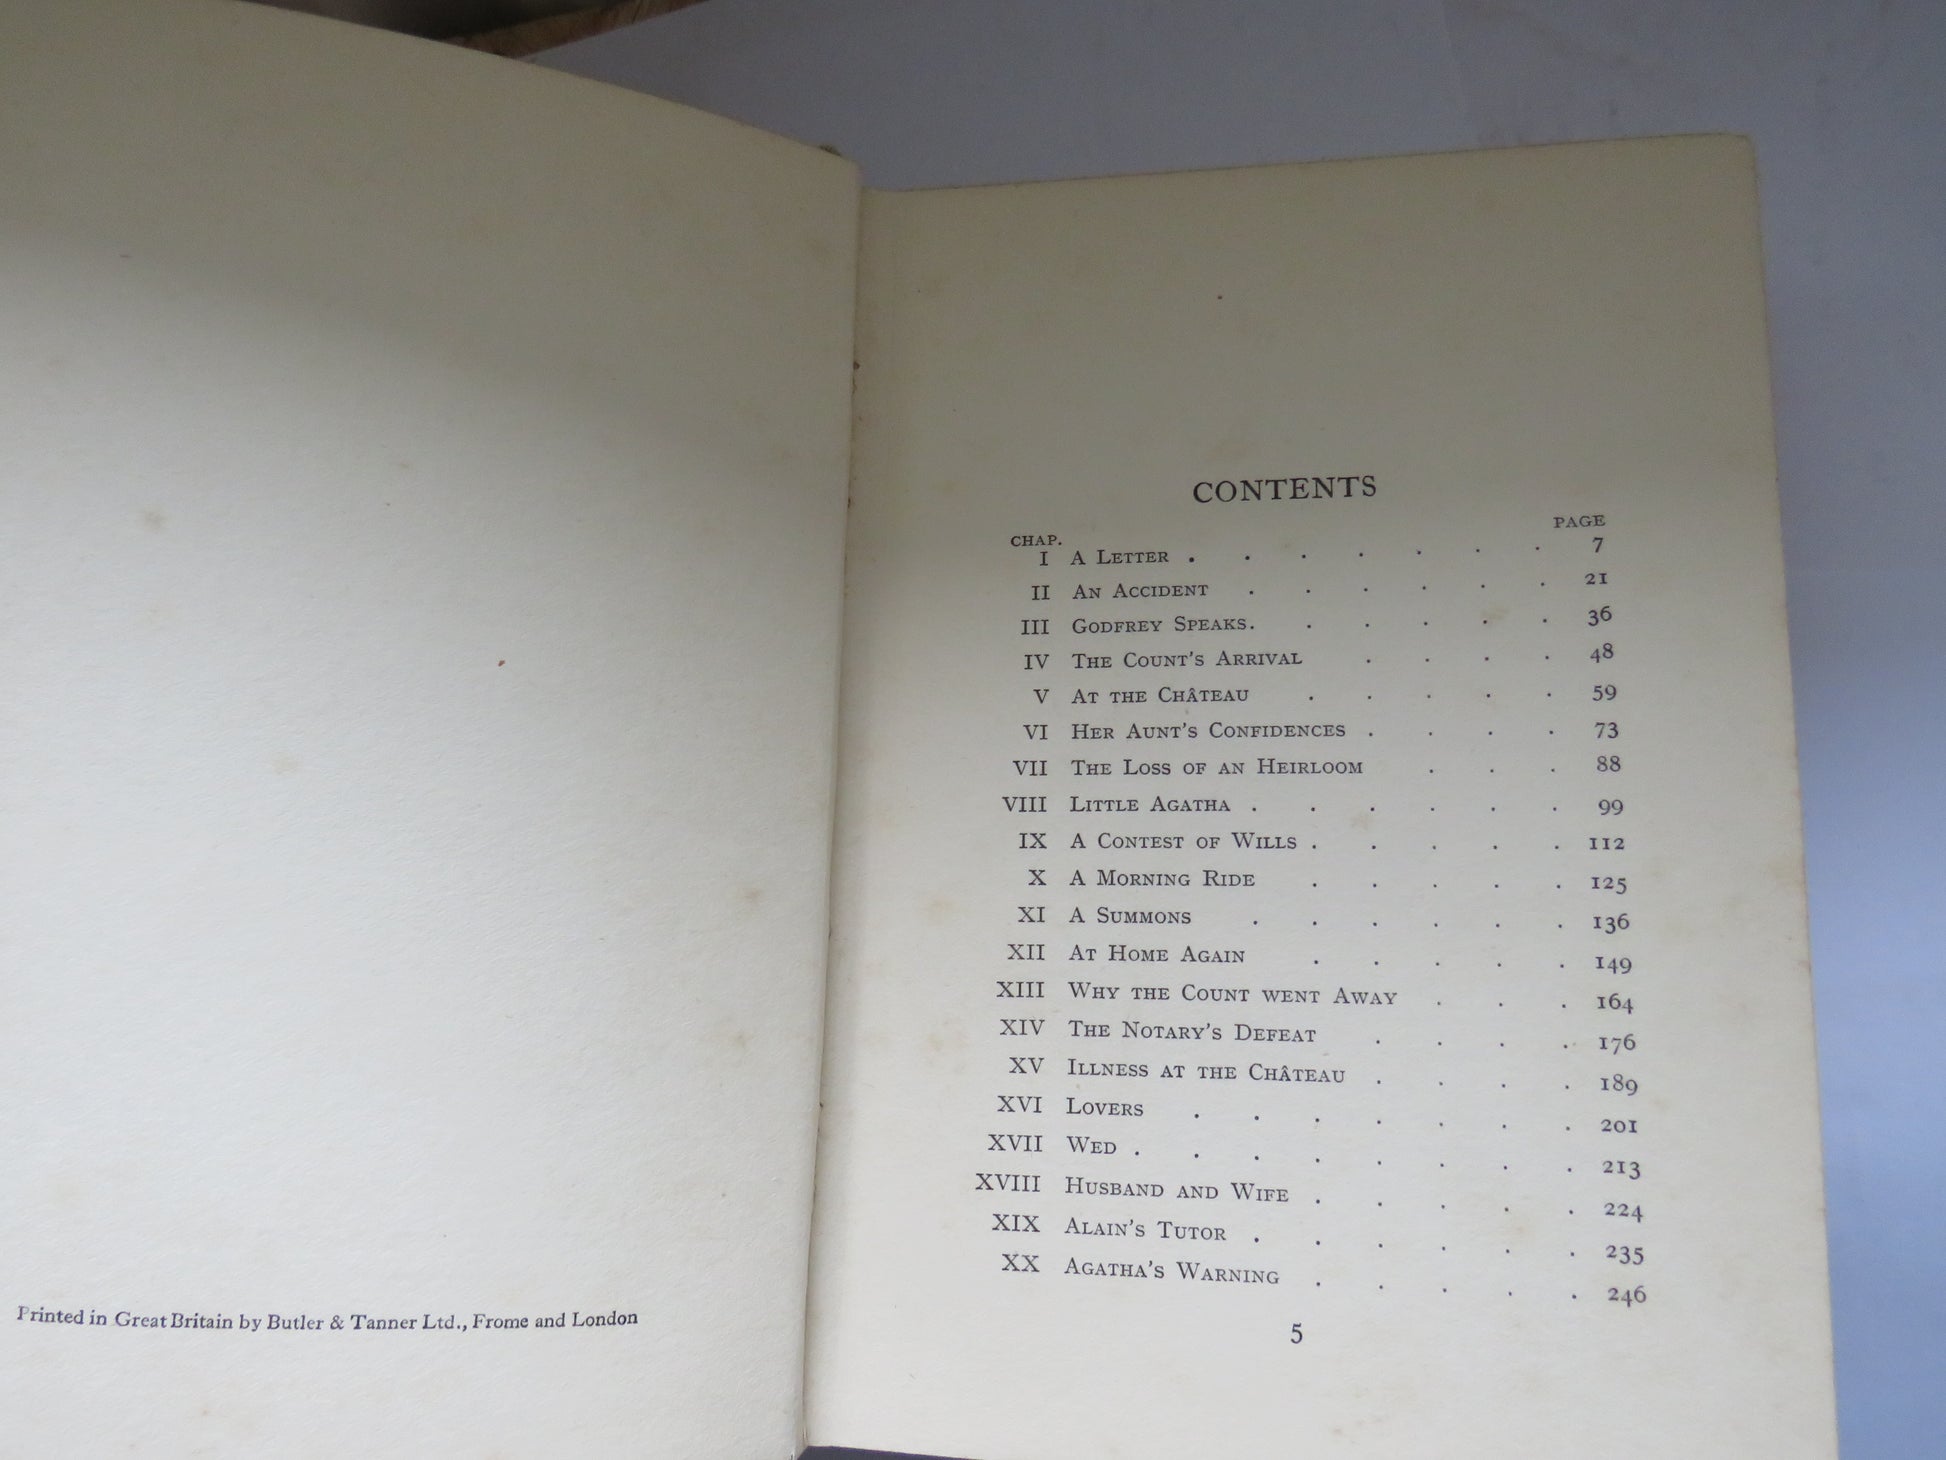 Printed in Great Britain by Butler & Tanner Ltd., Frome and London
CONTENTS
CHAP. PAGE
I A Letter . . . . . . . 7
II An Accident . . . . . . 21
III Godfrey Speaks. . . . . . 36
IV The Count's Arrival . . . . 48
V At the Château . . . . . 59
VI Her Aunt's Confidences . . . . 73
VII The Loss of an Heirloom . . . 88
VIII Little Agatha . . . . . . 99
IX A Contest of Wills . . . . . 112
X A Morning Ride . . . . . 125
XI A Summons . . . . . . 136
XII At Home Again . . . . . 149
XIII Why the Count went Away . . . 164
XIV The Notary's Defeat . . . . 176
XV Illness at the Château . . . . 189
XVI Lovers . . . . . . . 201
XVII Wed . . . . . . . . 213
XVIII Husband and Wife . . . . . 224
XIX Alain's Tutor . . . . . . 235
XX Agatha's Warning . . . . . 246
5